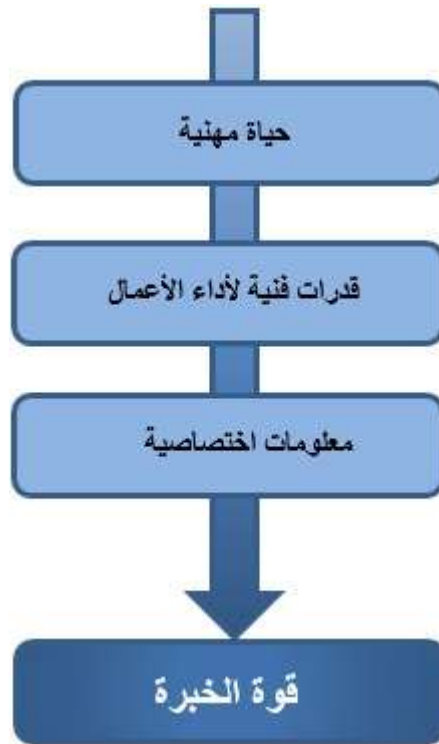 حياة مهنية
قدرات فنية لأداء الأعمال
معلومات اختصاصية
قوة الخبرة